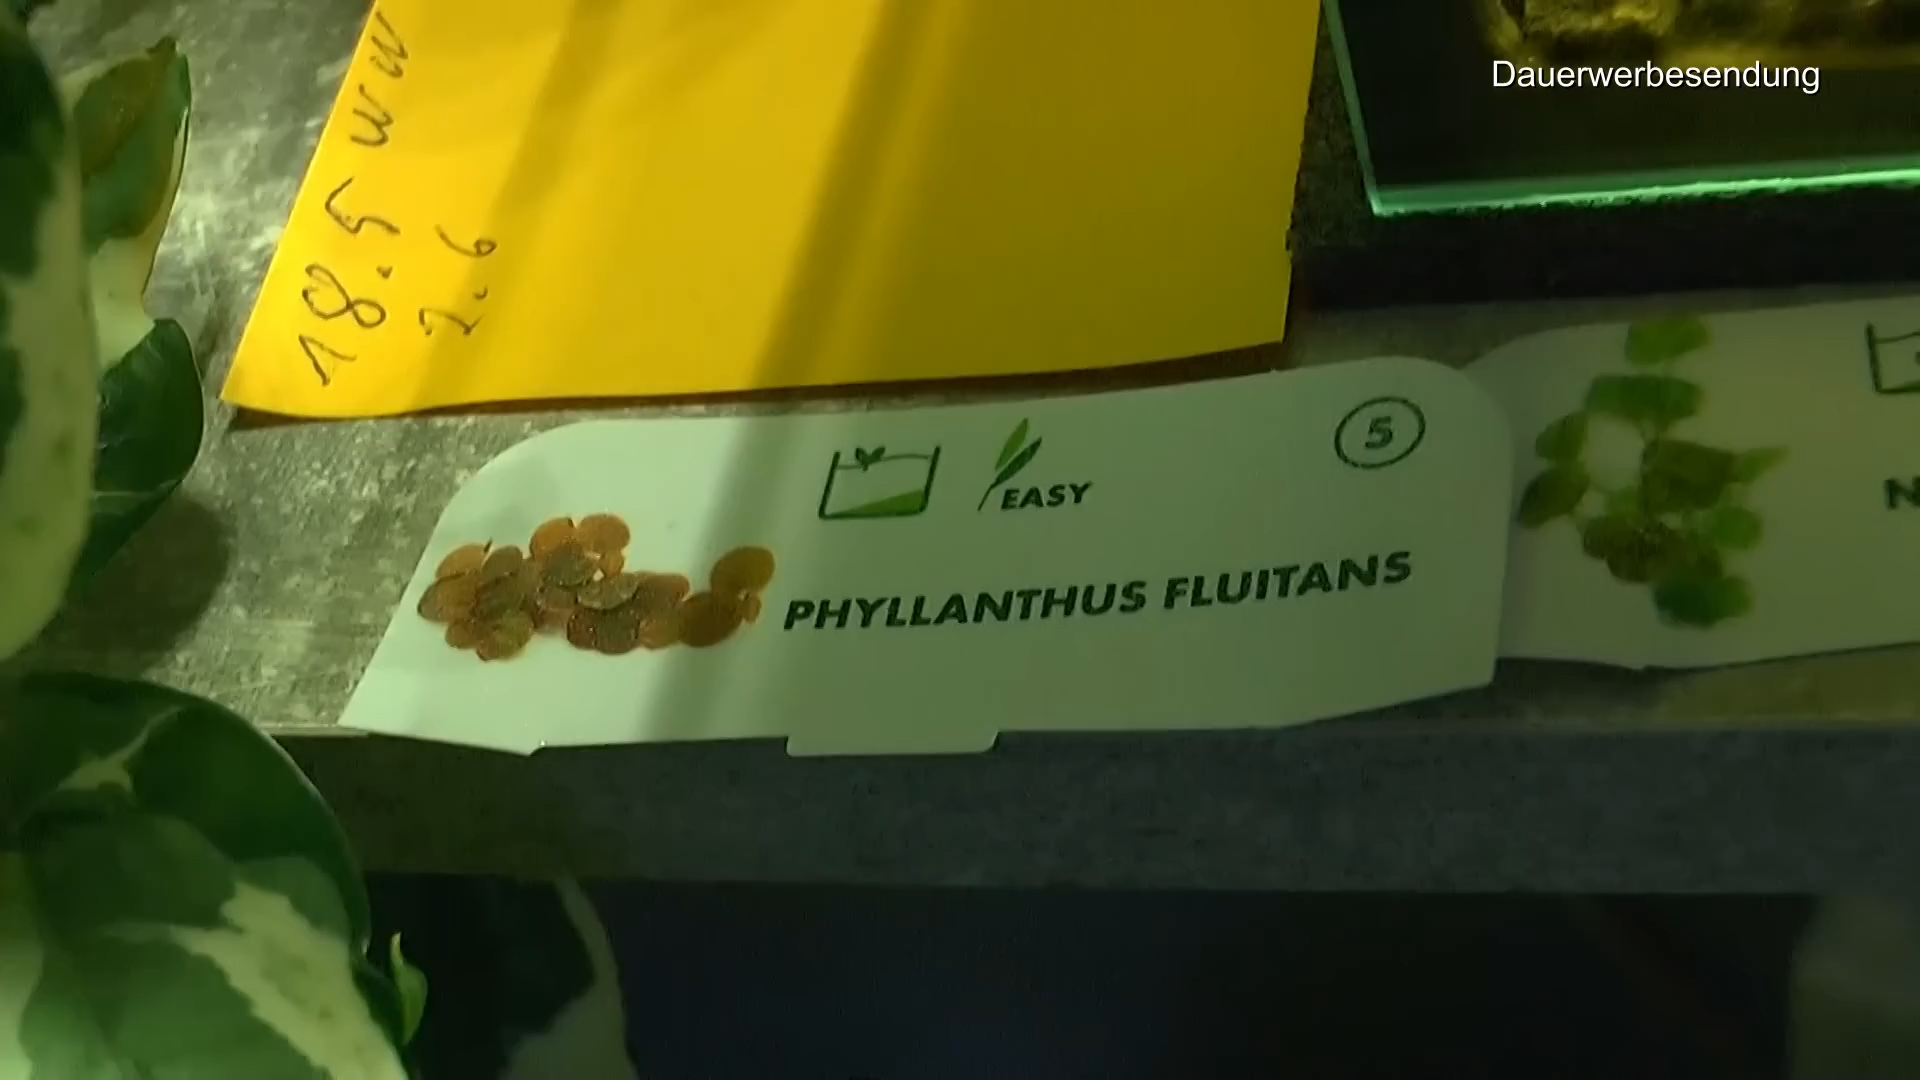 Dauerwerbesendung
18.5 WW
2.6
5
EASY
PHYLLANTHUS FLUITANS
N